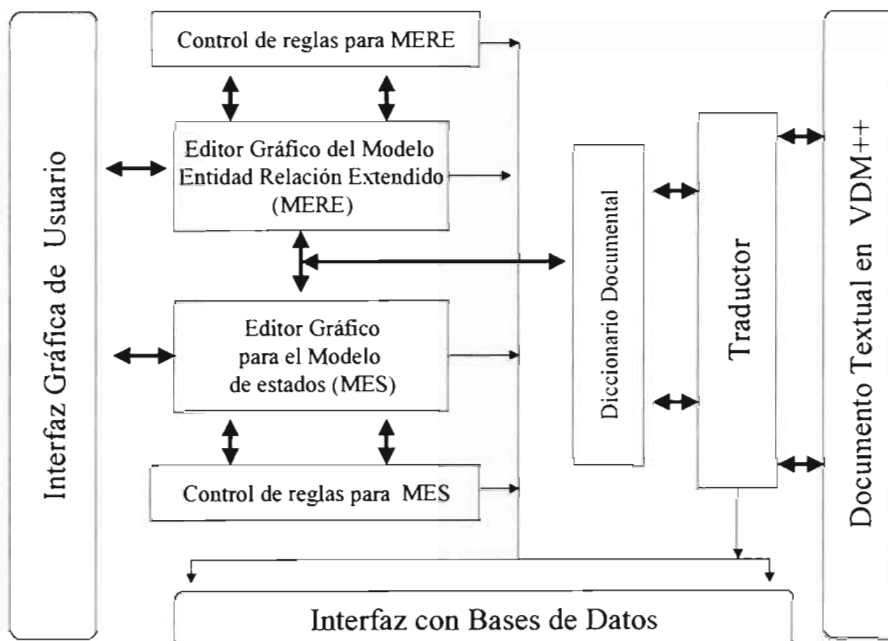 Interfaz Gráfica de Usuario
Control de reglas para MERE
Editor Gráfico del Modelo
Entidad Relación Extendido
(MERE)
Editor Gráfico
para el Modelo
de estados (MES)
Control de reglas para MES
Diccionario Documental
Traductor
Documento Textual en VDM++
Interfaz con Bases de Datos